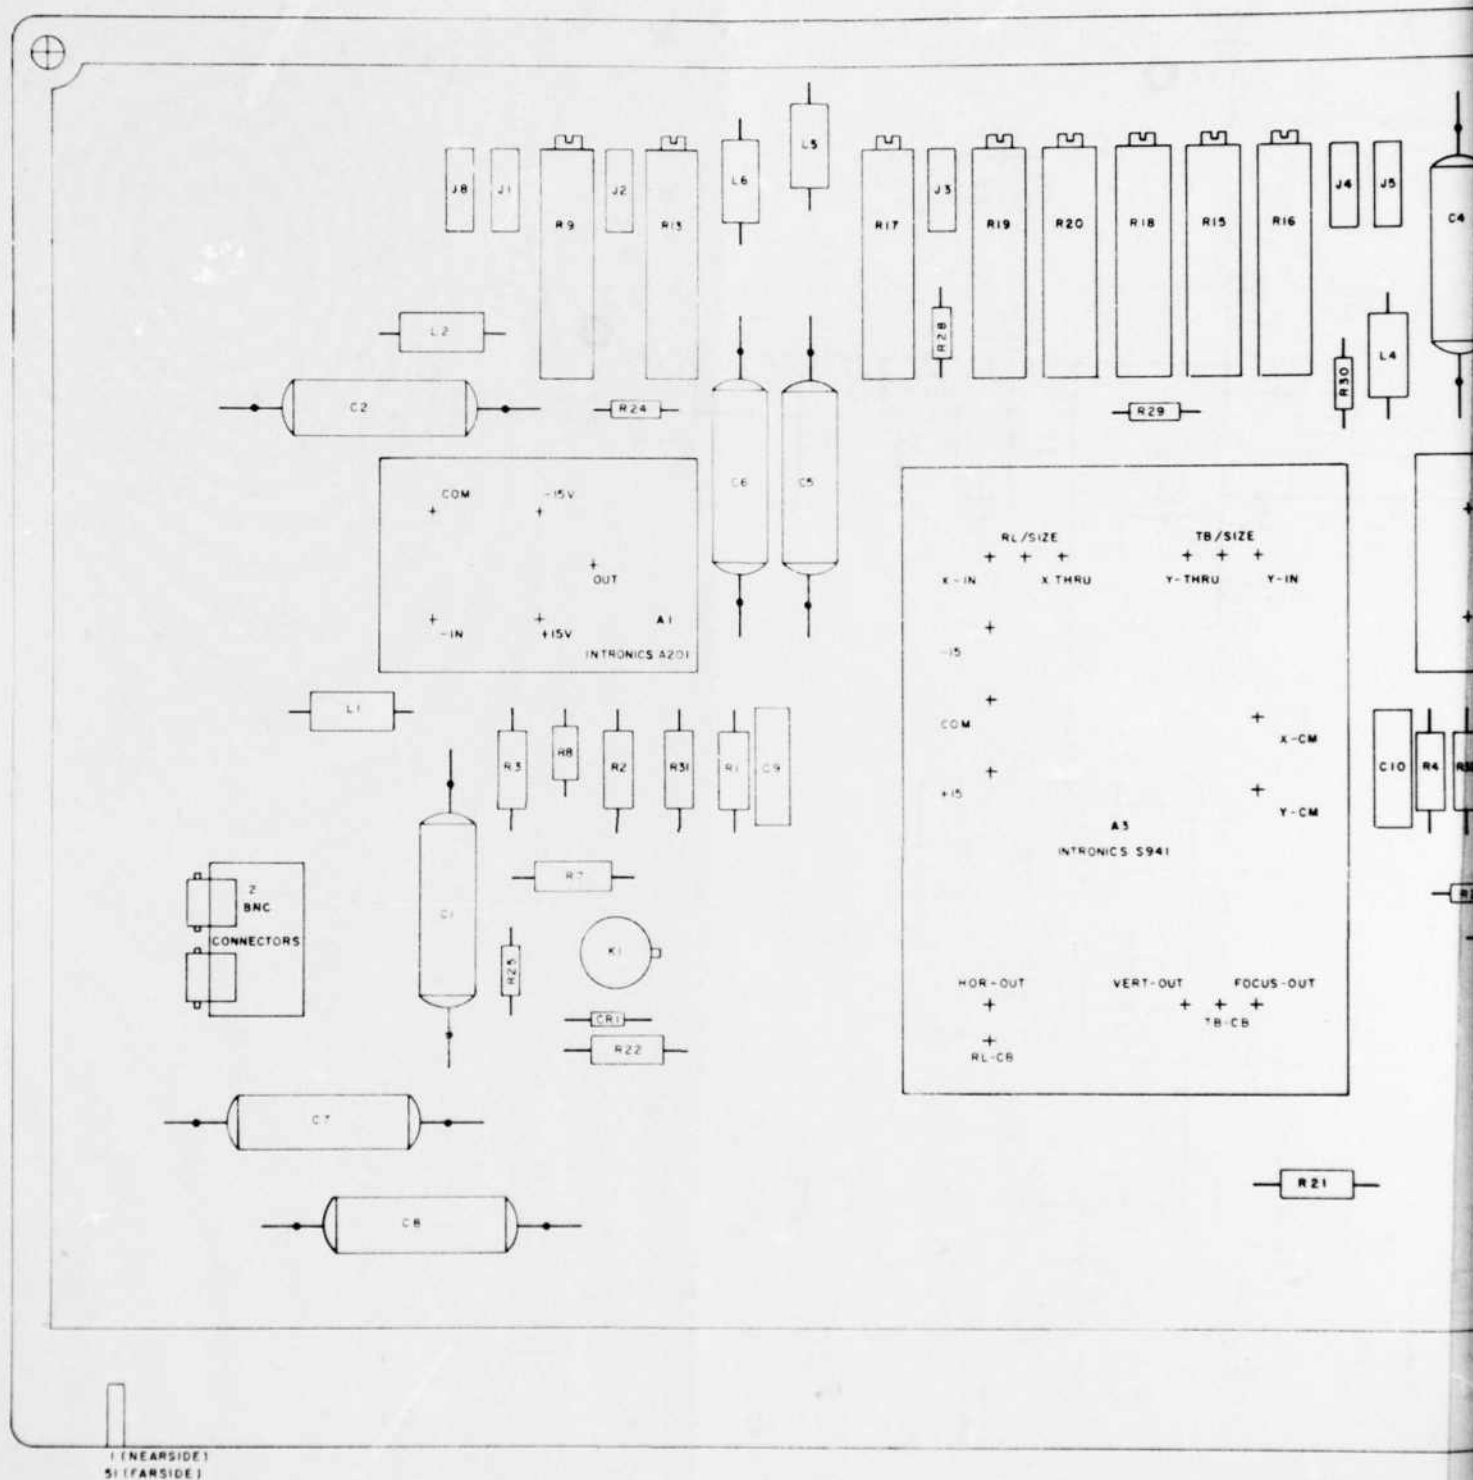 L5
J8 J1 J2 L6 J3 J4 J5
R9 R13 R17 R19 R20 R18 R15 R16 C4
L2 R28 L4
R30
C2 R24 R29
C6 C5
COM -15V
OUT
-IN +15V A1
INTRONICS A201
RL/SIZE TB/SIZE
X-IN X THRU Y-THRU Y-IN
-15
COM X-CM
+15 Y-CM
A3
INTRONICS S941
HOR-OUT VERT-OUT FOCUS-OUT
TB-CB
RL-CB
L1
R3 R8 R2 R31 R1 C9 C10 R4
R7
2
BNC
CONNECTORS
C1
R25 K1
CR1
R22
C7
R21
C8
1 (NEARSIDE)
51 (FARSIDE)